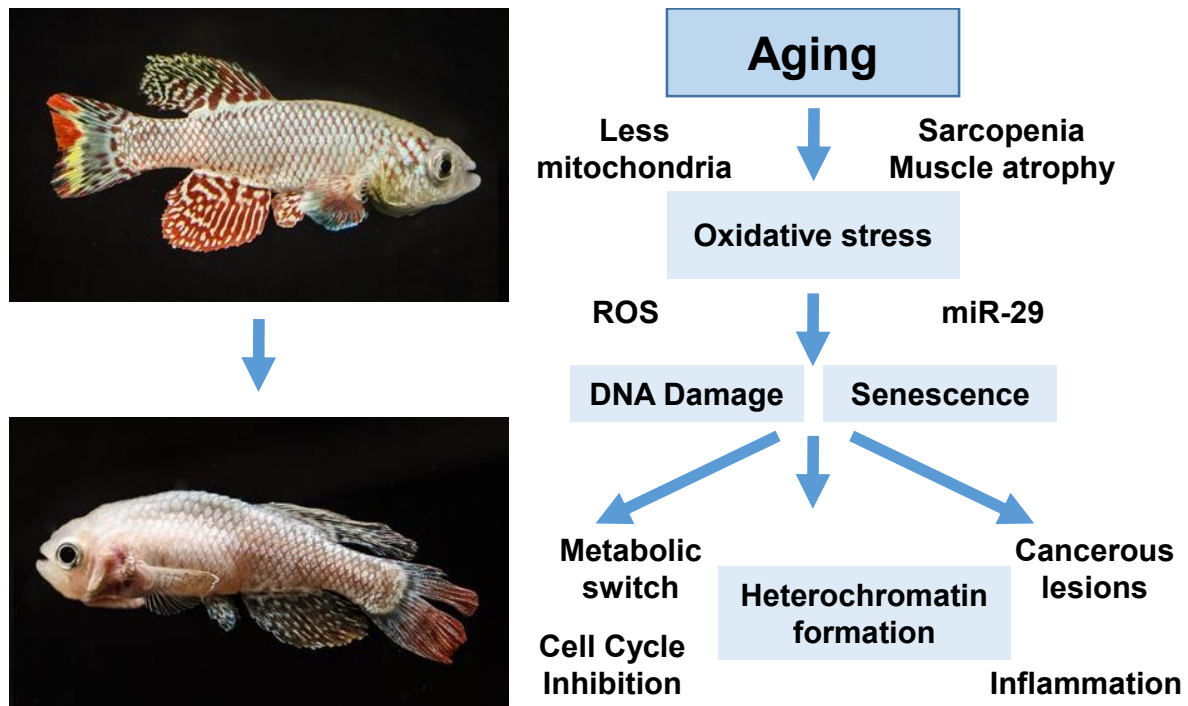 Aging
Less
mitochondria
Sarcopenia
Muscle atrophy
Oxidative stress
ROS
miR-29
DNA Damage
Senescence
Metabolic
switch
Cancerous
lesions
Heterochromatin
formation
Cell Cycle
Inhibition
Inflammation